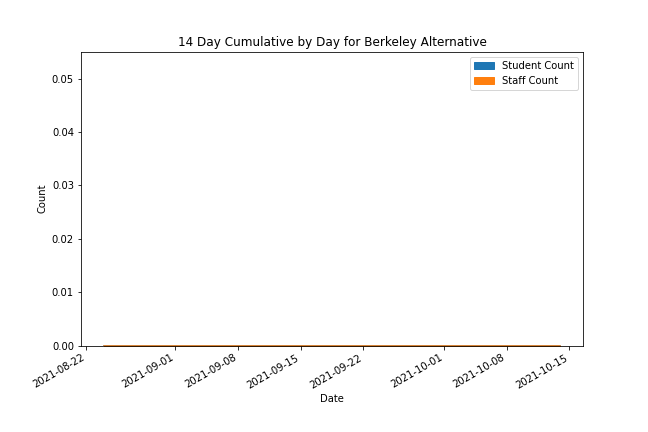 14 Day Cumulative by Day for Berkeley Alternative
Student Count
Staff Count
0.05
0.04
0.03
0.02
0.01
0.00
Count
2021-08-22
2021-09-01
2021-09-08
2021-09-15
2021-09-22
2021-10-01
2021-10-08
2021-10-15
Date